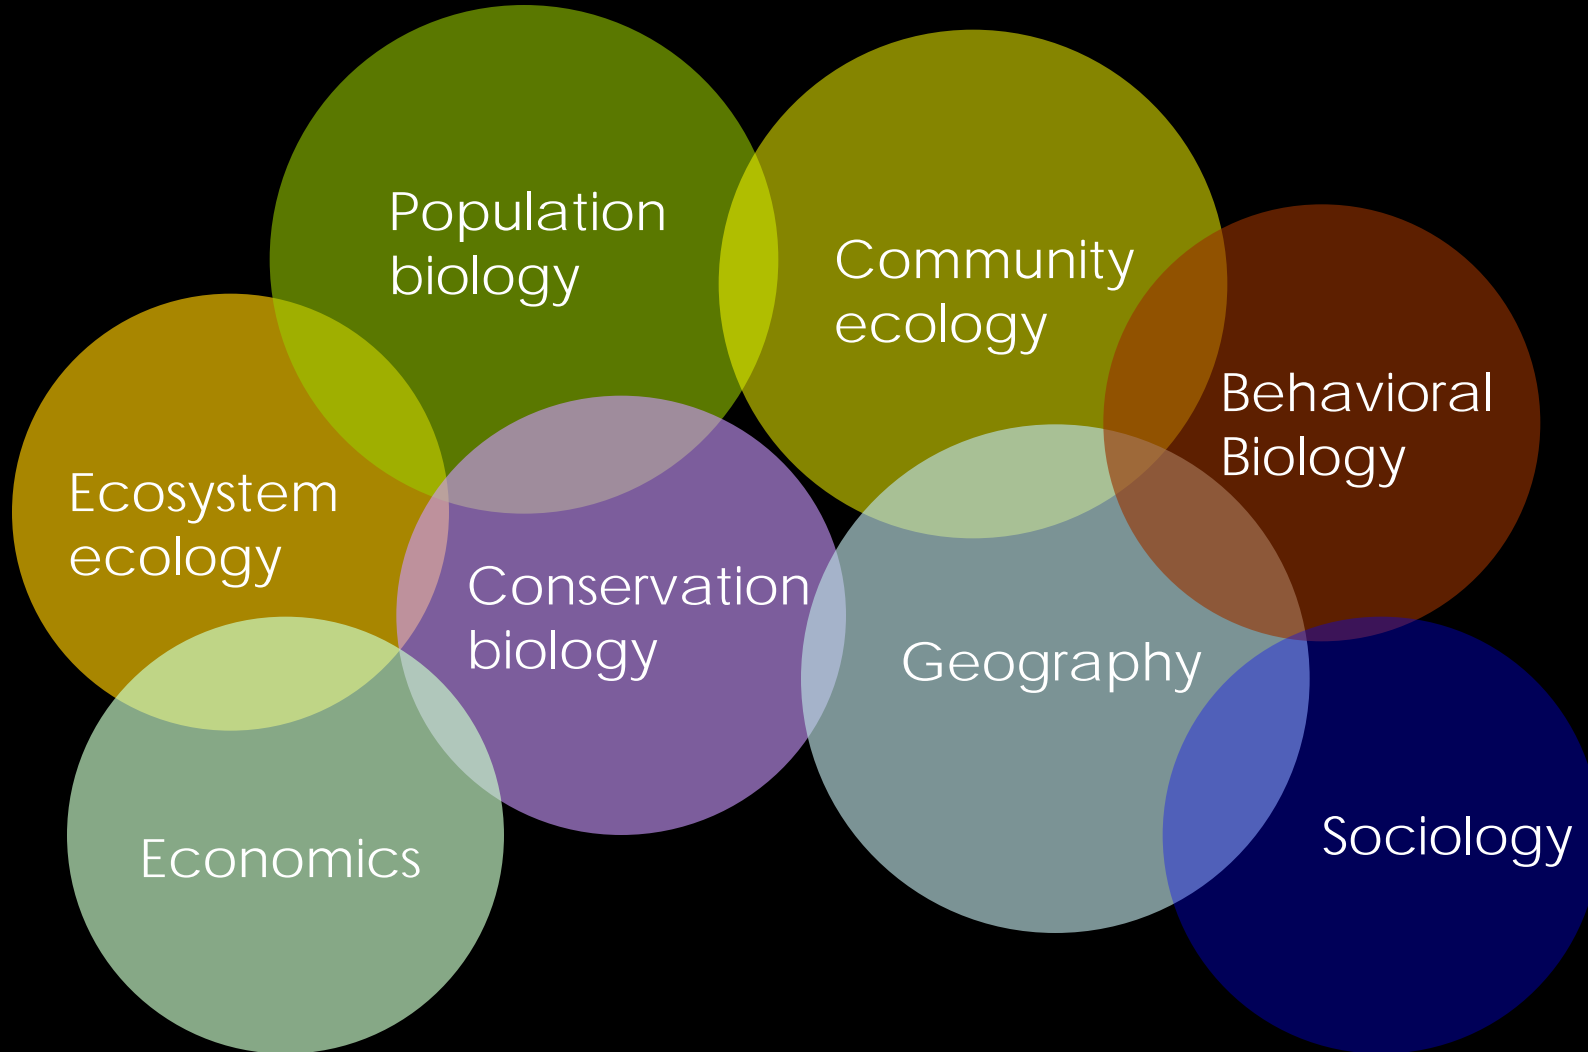 Population
biology
Community
ecology
Behavioral
Biology
Ecosystem
ecology
Conservation
biology
Geography
Economics
Sociology